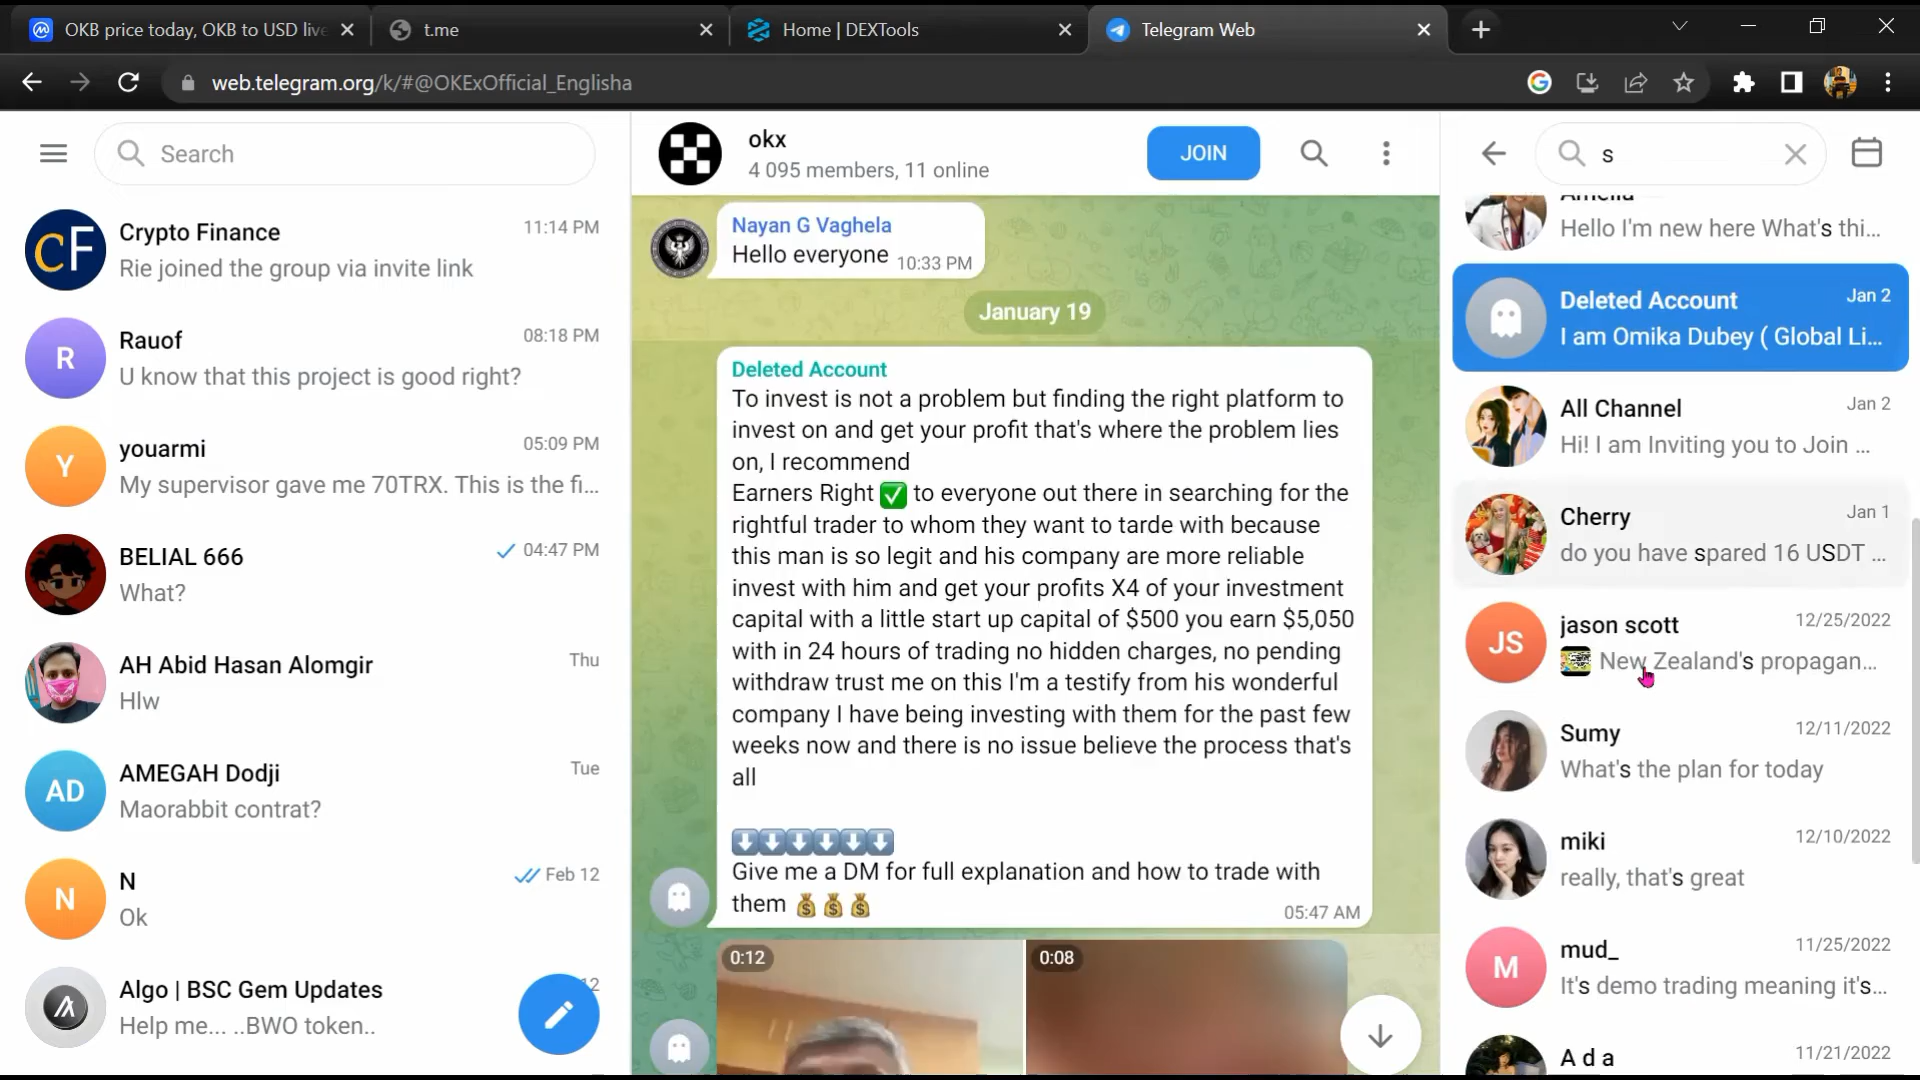 OKB price today, OKB to USD live
t.me
Home | DEXTools
Telegram Web
web.telegram.org/k/#@OKExOfficial_Englisha
Search
Crypto Finance
11:14 PM
Rie joined the group via invite link
R
Rauof
08:18 PM
U know that this project is good right?
Y
youarmi
05:09 PM
My supervisor gave me 70TRX. This is the fi...
BELIAL 666
04:47 PM
What?
AH Abid Hasan Alomgir
Thu
Hlw
AD
AMEGAH Dodji
Tue
Maorabbit contrat?
N
N
Feb 12
Ok
Algo | BSC Gem Updates
12
Help me... ..BWO token..
okx
4 095 members, 11 online
JOIN
Nayan G Vaghela
Hello everyone
10:33 PM
January 19
Deleted Account
To invest is not a problem but finding the right platform to
invest on and get your profit that's where the problem lies
on, I recommend
Earners Right ✅ to everyone out there in searching for the
rightful trader to whom they want to tarde with because
this man is so legit and his company are more reliable
invest with him and get your profits X4 of your investment
capital with a little start up capital of $500 you earn $5,050
with in 24 hours of trading no hidden charges, no pending
withdraw trust me on this I'm a testify from his wonderful
company I have being investing with them for the past few
weeks now and there is no issue believe the process that's
all
⬇⬇⬇⬇⬇⬇
Give me a DM for full explanation and how to trade with
them 💰💰💰
05:47 AM
0:12
0:08
s
Amelia
Hello I'm new here What's thi...
Deleted Account
Jan 2
I am Omika Dubey ( Global Li...
All Channel
Jan 2
Hi! I am Inviting you to Join ...
Cherry
Jan 1
do you have spared 16 USDT ...
JS
jason scott
12/25/2022
New Zealand's propagan...
Sumy
12/11/2022
What's the plan for today
miki
12/10/2022
really, that's great
M
mud_
11/25/2022
It's demo trading meaning it's...
A d a
11/21/2022